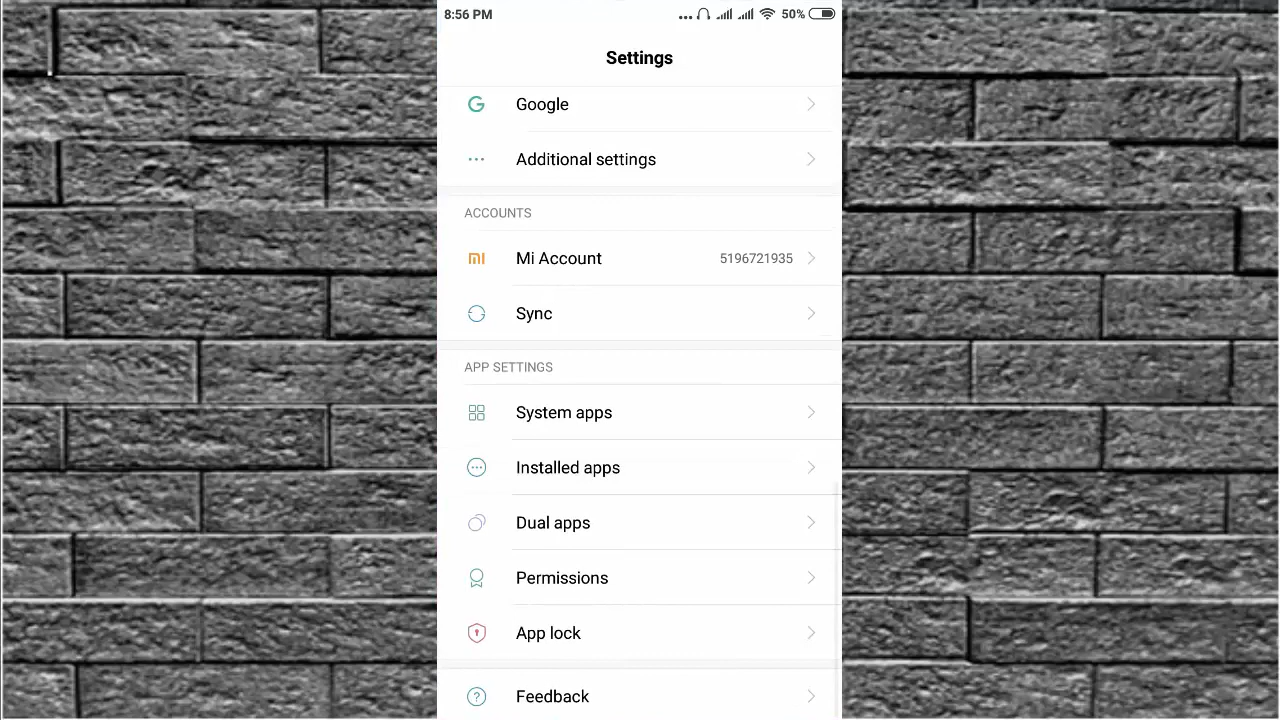 8:56 PM 50%
Settings
Google
Additional settings
ACCOUNTS
Mi Account 5196721935
Sync
APP SETTINGS
System apps
Installed apps
Dual apps
Permissions
App lock
Feedback